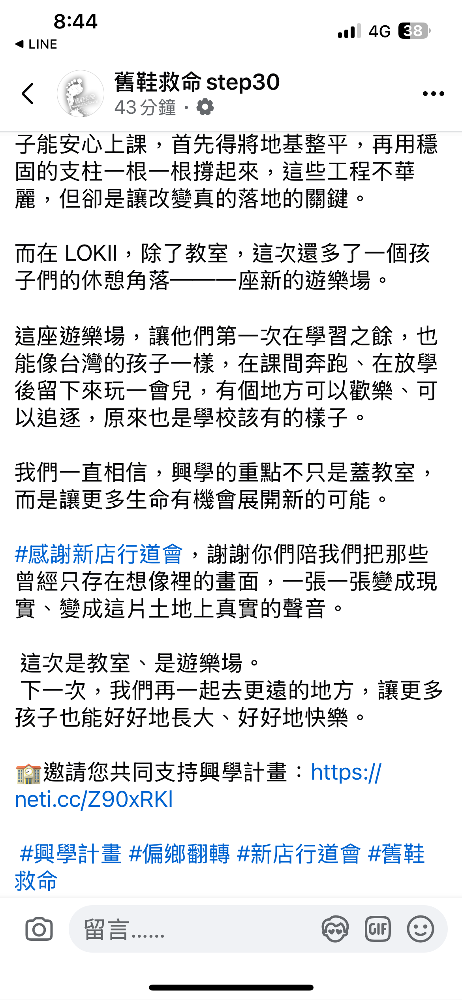 8:44
4G 38
◀ LINE
舊鞋救命 step30
43 分鐘 ·
舊鞋救命
www.step30.org
子能安心上課，首先得將地基整平，再用穩
固的支柱一根一根撐起來，這些工程不華
麗，但卻是讓改變真的落地的關鍵。
而在 LOKII，除了教室，這次還多了一個孩
子們的休憩角落——一座新的遊樂場。
這座遊樂場，讓他們第一次在學習之餘，也
能像台灣的孩子一樣，在課間奔跑、在放學
後留下來玩一會兒，有個地方可以歡樂、可
以追逐，原來也是學校該有的樣子。
我們一直相信，興學的重點不只是蓋教室，
而是讓更多生命有機會展開新的可能。
#感謝新店行道會，謝謝你們陪我們把那些
曾經只存在想像裡的畫面，一張一張變成現
實、變成這片土地上真實的聲音。
這次是教室、是遊樂場。
下一次，我們再一起去更遠的地方，讓更多
孩子也能好好地長大、好好地快樂。
🏫邀請您共同支持興學計畫：https://
neti.cc/Z90xRKl
#興學計畫 #偏鄉翻轉 #新店行道會 #舊鞋
救命
留言......
GIF